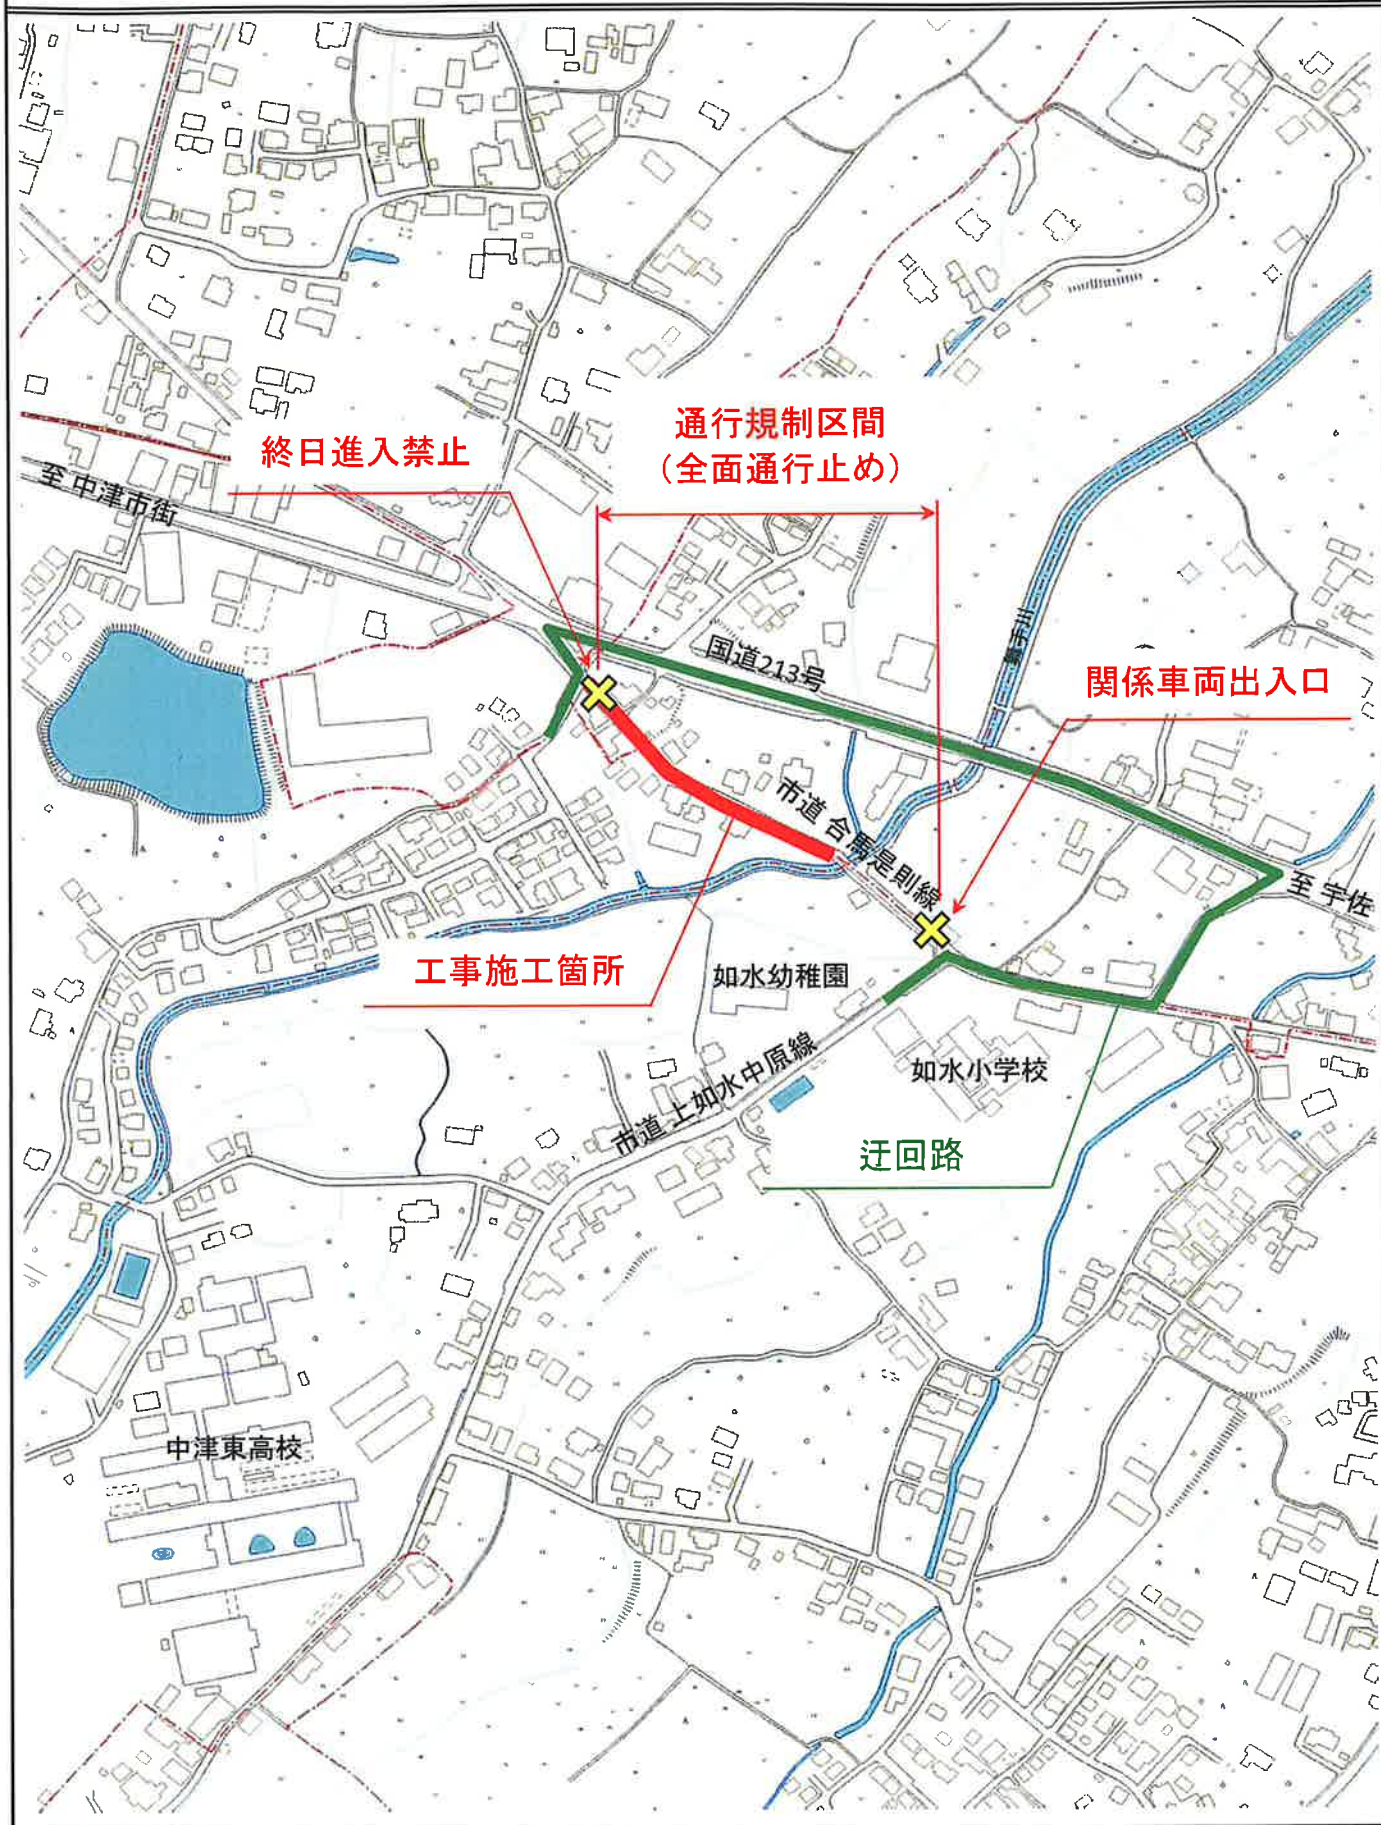 通行規制区間
(全面通行止め)
終日進入禁止
至 中津市街
国道213号
関係車両出入口
市道 合馬是則線
至 宇佐
工事施工箇所
如水幼稚園
如水小学校
市道 上如水中原線
迂回路
中津東高校